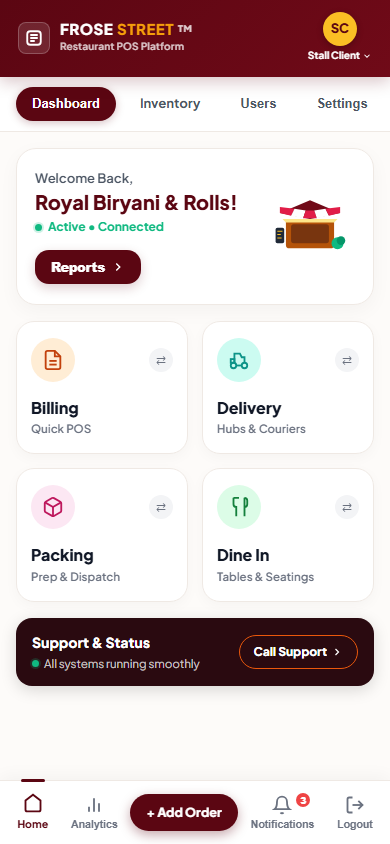 FROSE STREET ™
Restaurant POS Platform
SC
Stall Client
Dashboard
Inventory
Users
Settings
Welcome Back,
Royal Biryani & Rolls!
Active • Connected
Reports
Billing
Quick POS
Delivery
Hubs & Couriers
Packing
Prep & Dispatch
Dine In
Tables & Seatings
Support & Status
All systems running smoothly
Call Support
Home
Analytics
+ Add Order
3
Notifications
Logout